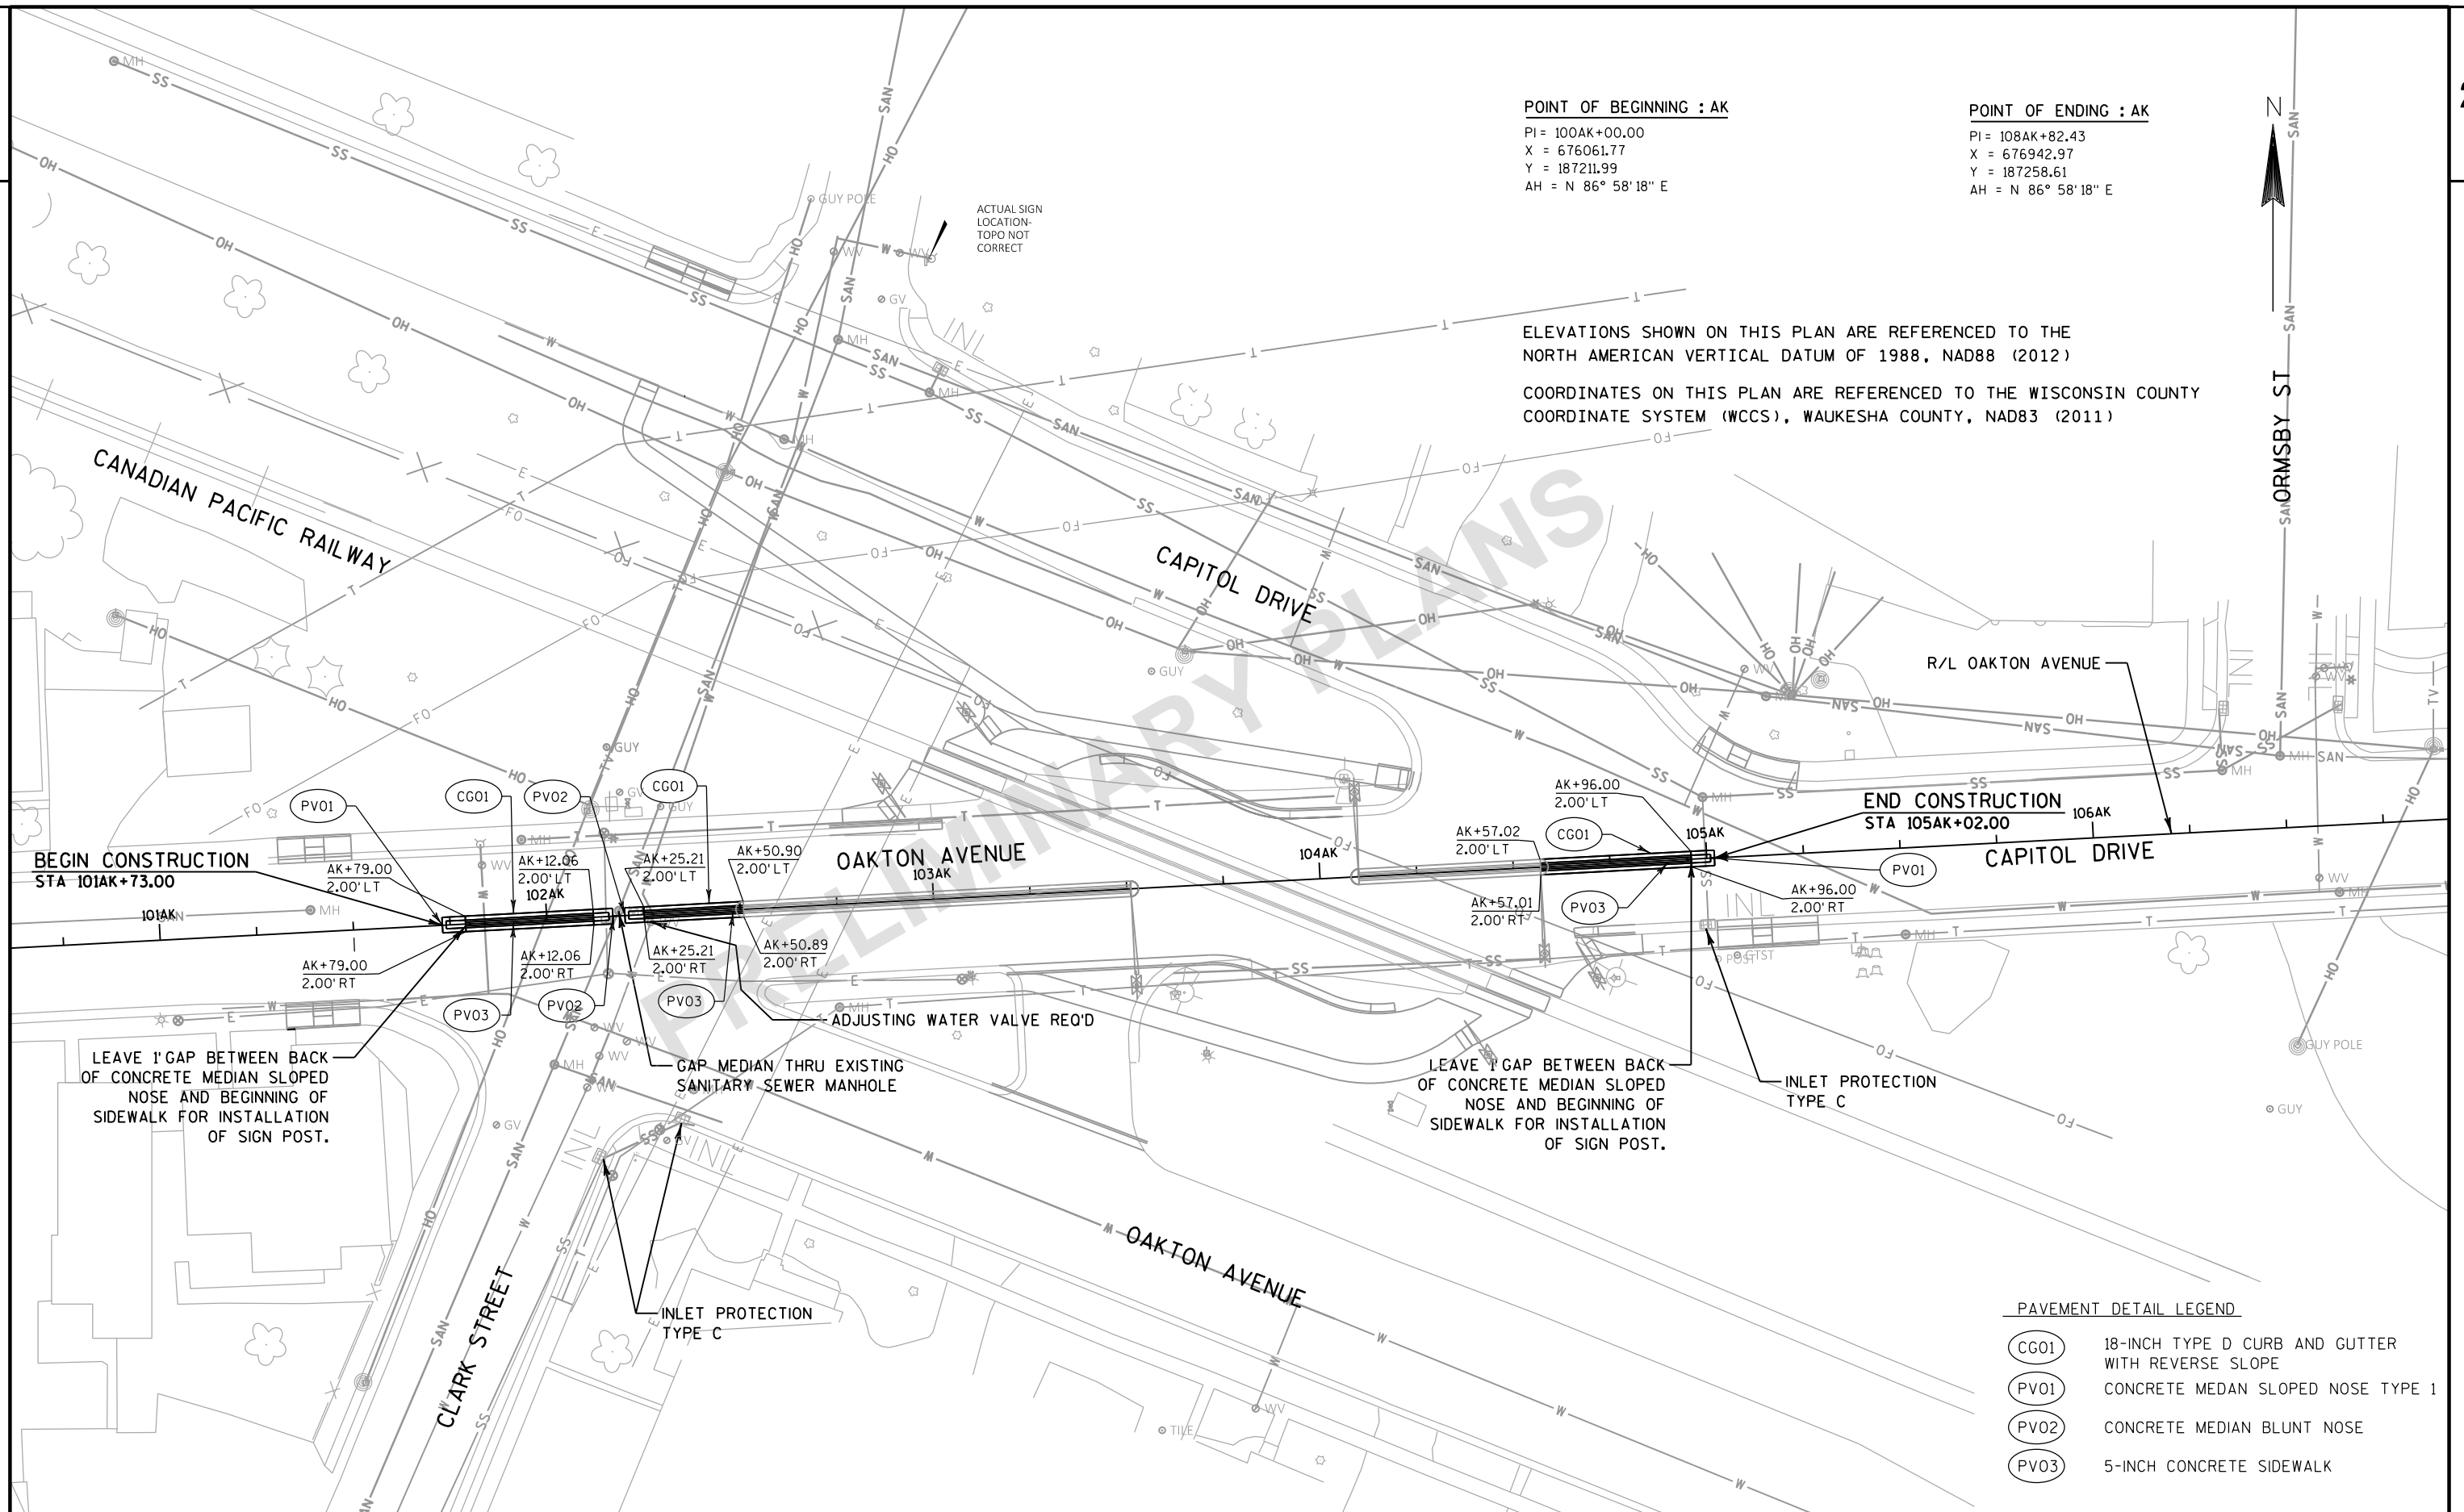 POINT OF BEGINNING : AK
PI = 100AK+00.00
X = 676061.77
Y = 187211.99
AH = N 86° 58' 18" E
POINT OF ENDING : AK
PI = 108AK+82.43
X = 676942.97
Y = 187258.61
AH = N 86° 58' 18" E
N
ACTUAL SIGN
LOCATION-
TOPO NOT
CORRECT
ELEVATIONS SHOWN ON THIS PLAN ARE REFERENCED TO THE
NORTH AMERICAN VERTICAL DATUM OF 1988, NAD88 (2012)
COORDINATES ON THIS PLAN ARE REFERENCED TO THE WISCONSIN COUNTY
COORDINATE SYSTEM (WCCS), WAUKESHA COUNTY, NAD83 (2011)
GUY POLE
ORMSBY ST
CANADIAN PACIFIC RAILWAY
CAPITOL DRIVE
PRELIMINARY PLANS
R/L OAKTON AVENUE
PV01
CG01
PV02
CG01
BEGIN CONSTRUCTION
STA 101AK+73.00
AK+79.00
2.00' LT
AK+12.06
2.00' LT
102AK
AK+25.21
2.00' LT
AK+50.90
2.00' LT
OAKTON AVENUE
103AK
104AK
AK+57.02
2.00' LT
CG01
AK+96.00
2.00' LT
105AK
END CONSTRUCTION
STA 105AK+02.00
106AK
CAPITOL DRIVE
PV01
101AK
AK+79.00
2.00' RT
AK+12.06
2.00' RT
AK+25.21
2.00' RT
AK+50.89
2.00' RT
AK+57.01
2.00' RT
PV03
AK+96.00
2.00' RT
PV03
PV02
PV03
ADJUSTING WATER VALVE REQ'D
GAP MEDIAN THRU EXISTING
SANITARY SEWER MANHOLE
LEAVE 1' GAP BETWEEN BACK
OF CONCRETE MEDIAN SLOPED
NOSE AND BEGINNING OF
SIDEWALK FOR INSTALLATION
OF SIGN POST.
LEAVE 1' GAP BETWEEN BACK
OF CONCRETE MEDIAN SLOPED
NOSE AND BEGINNING OF
SIDEWALK FOR INSTALLATION
OF SIGN POST.
INLET PROTECTION
TYPE C
GUY POLE
GUY
INLET PROTECTION
TYPE C
CLARK STREET
OAKTON AVENUE
TILE
PAVEMENT DETAIL LEGEND
CG01 18-INCH TYPE D CURB AND GUTTER
WITH REVERSE SLOPE
PV01 CONCRETE MEDAN SLOPED NOSE TYPE 1
PV02 CONCRETE MEDIAN BLUNT NOSE
PV03 5-INCH CONCRETE SIDEWALK